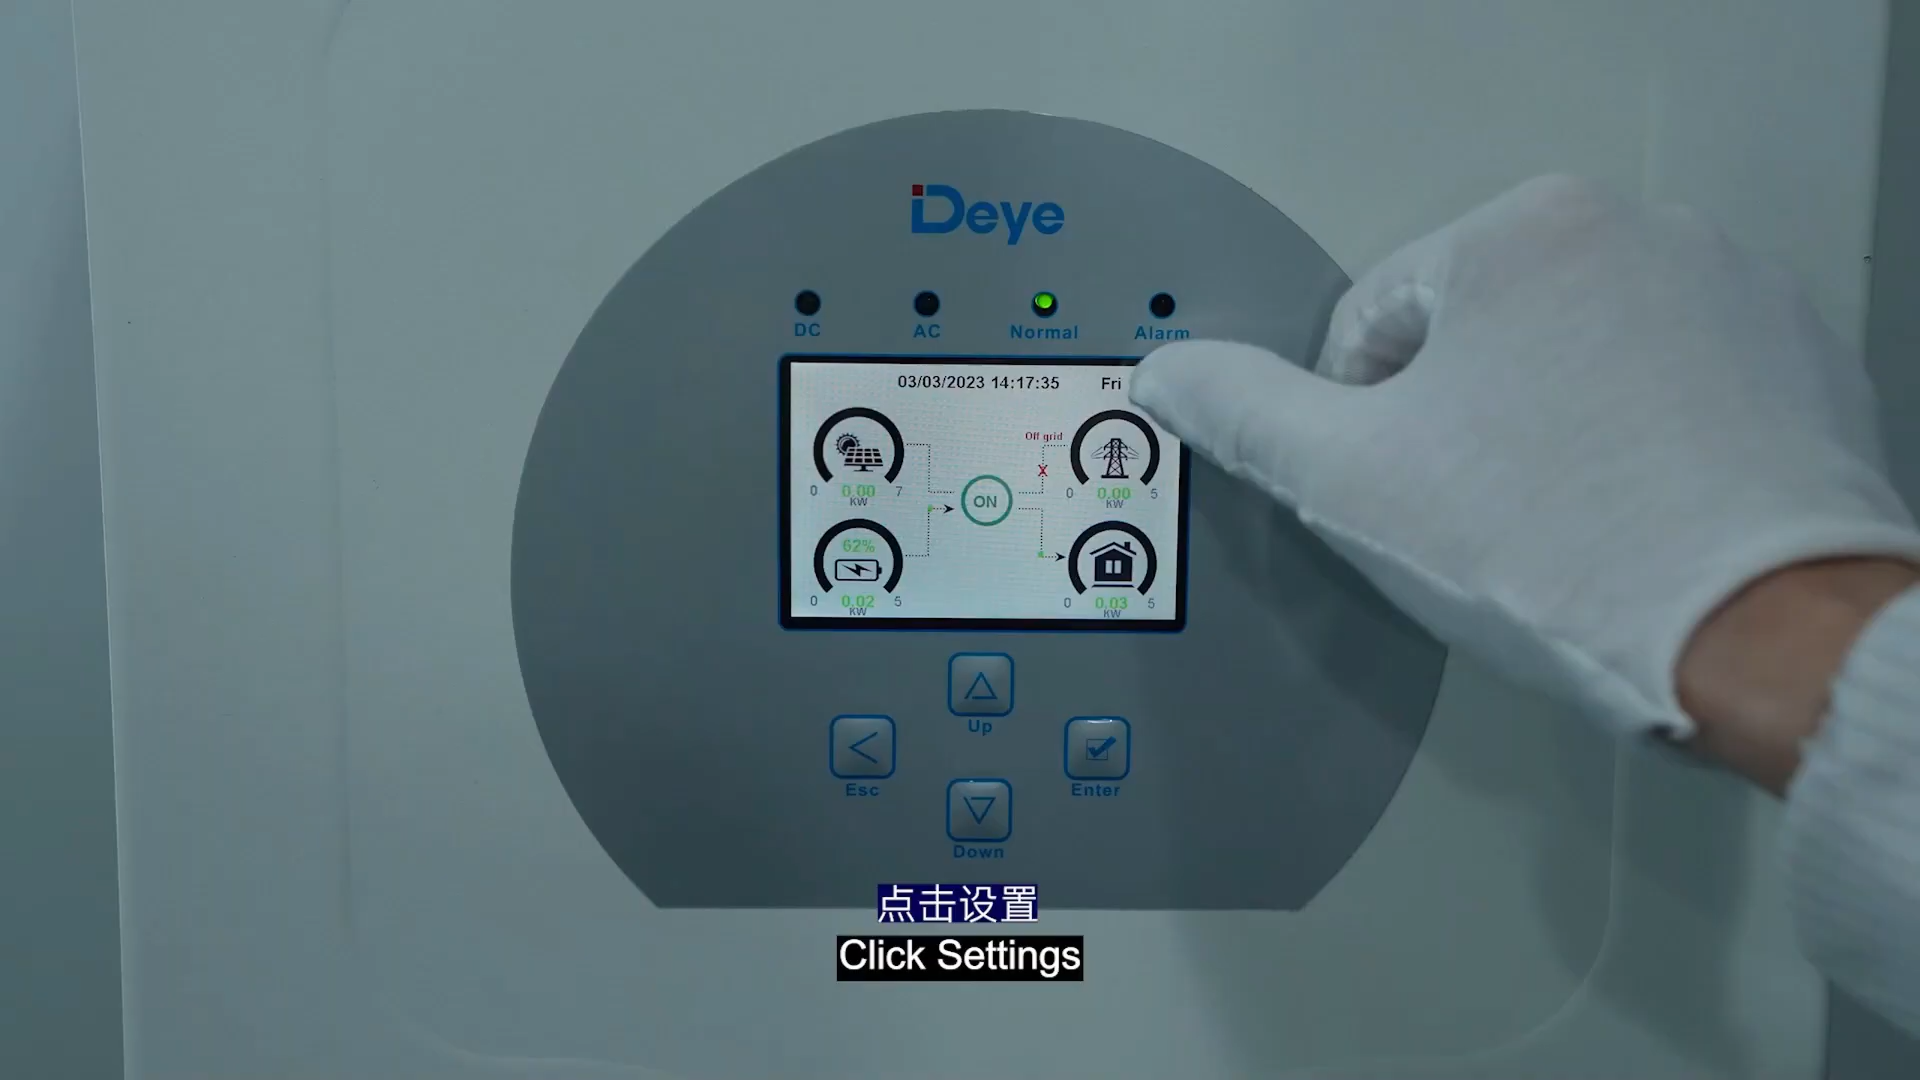 Deye
DC AC Normal Alarm
03/03/2023 14:17:35 Fri
Off grid
0 0.00 7
KW
ON
0 0.00 5
KW
62%
0 0.02 5
KW
0 0.03 5
KW
Up
Esc
Enter
Down
点击设置
Click Settings